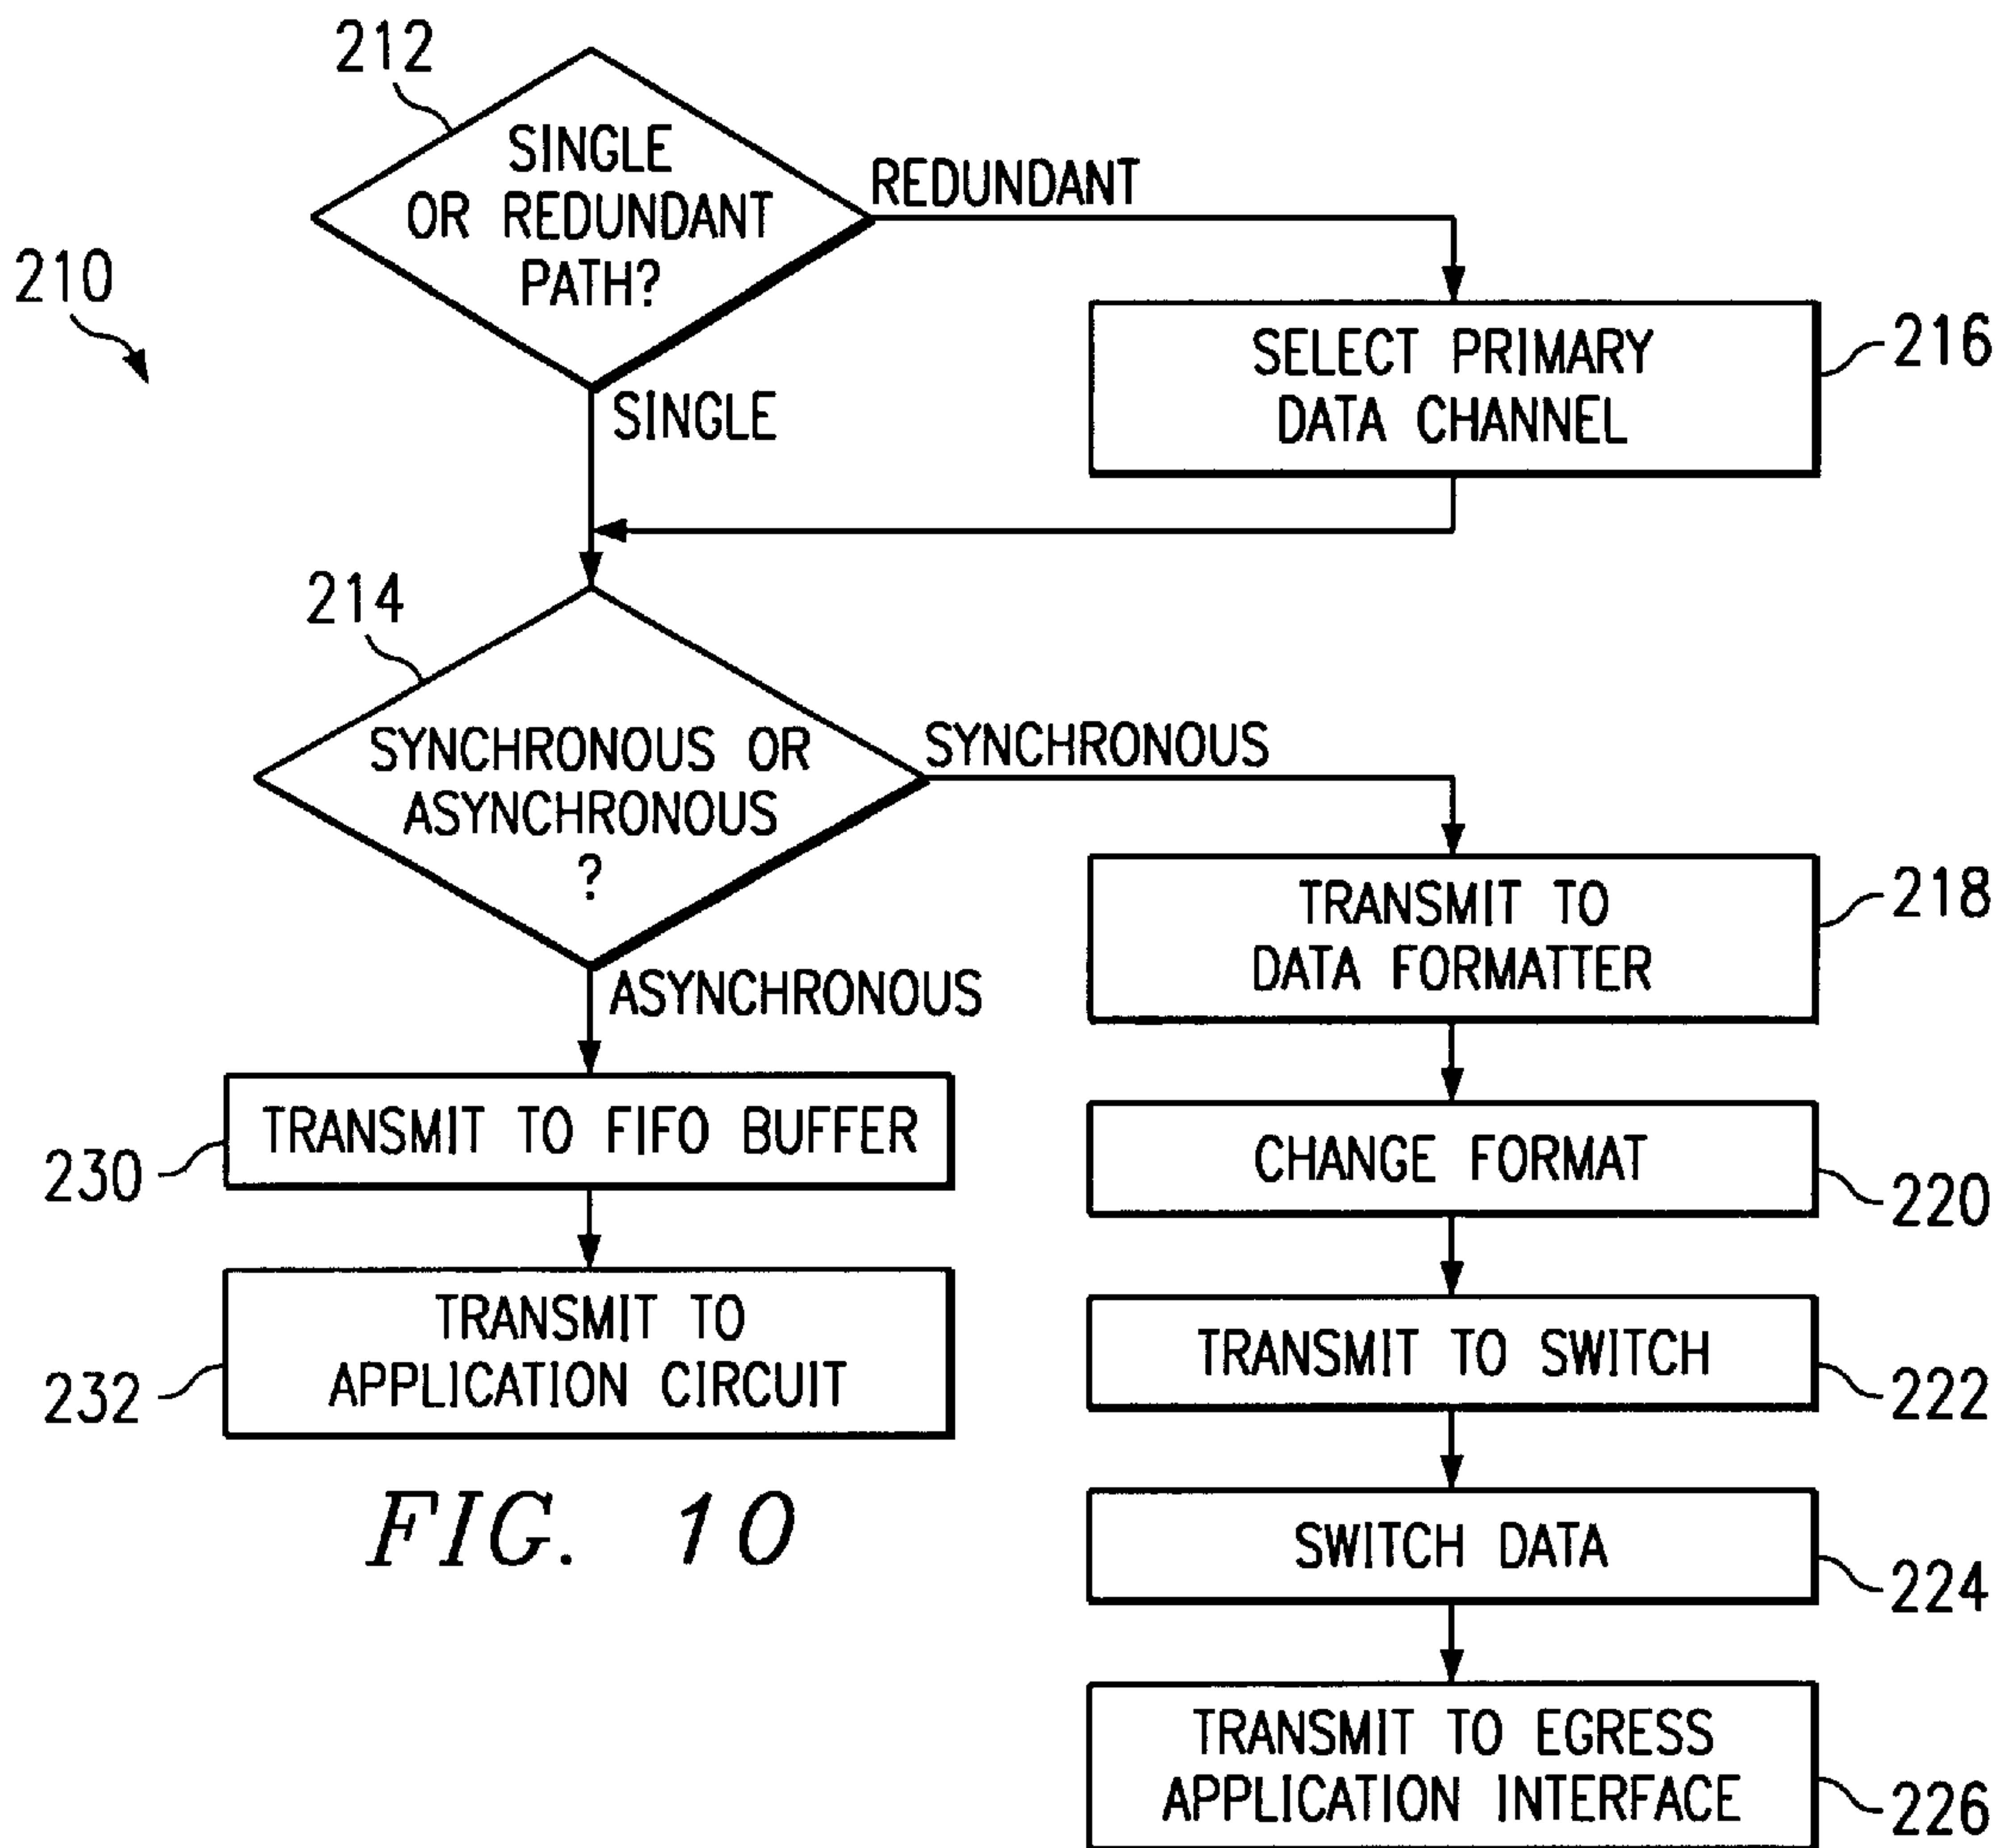 212
SINGLE
OR REDUNDANT
PATH?
REDUNDANT
210
SELECT PRIMARY
DATA CHANNEL
216
SINGLE
214
SYNCHRONOUS OR
ASYNCHRONOUS
?
SYNCHRONOUS
TRANSMIT TO
DATA FORMATTER
218
ASYNCHRONOUS
TRANSMIT TO FIFO BUFFER
230
CHANGE FORMAT
220
TRANSMIT TO
APPLICATION CIRCUIT
232
TRANSMIT TO SWITCH
222
SWITCH DATA
224
TRANSMIT TO EGRESS
APPLICATION INTERFACE
226
FIG. 10